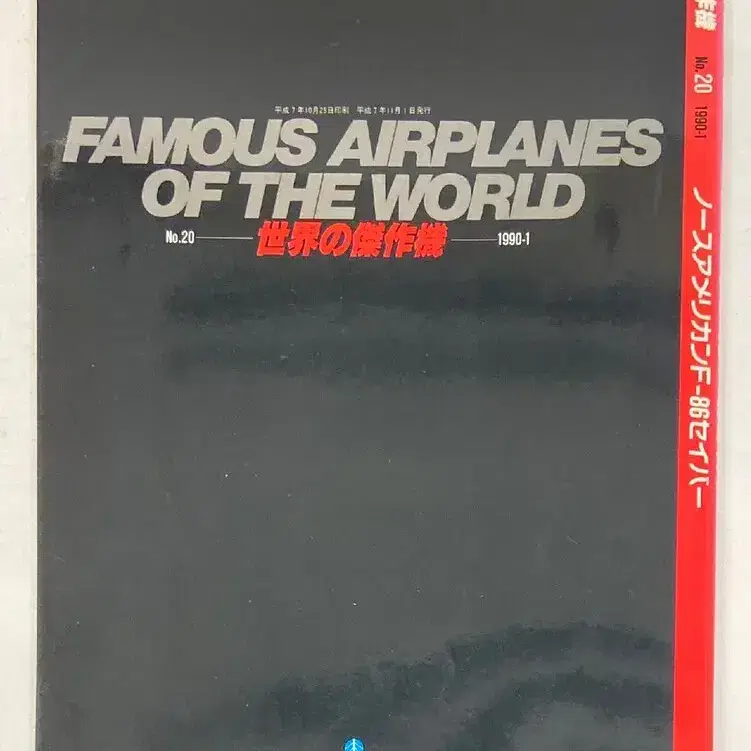 平成7年10月25日印刷 平成7年11月1日発行
FAMOUS AIRPLANES
OF THE WORLD
No.20 世界の傑作機 1990-1
作機 No.20 1990-1 ノースアメリカンF-86セイバー